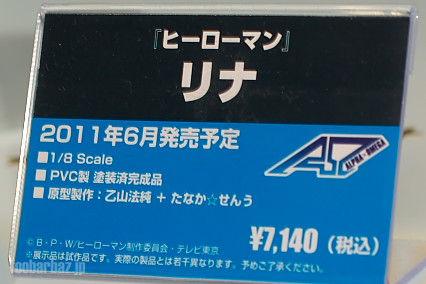 『ヒーローマン』
リナ
2011年6月発売予定
■1/8 Scale
■PVC製 塗装済完成品
■原型製作：乙山法純 + たなか☆せんう
ALPHA×OMEGA
¥7,140（税込）
©B・P・W/ヒーローマン制作委員会・テレビ東京
※展示品は試作品です。実際の製品とは若干異なります。予めご了承ください。
foobarbaz.jp